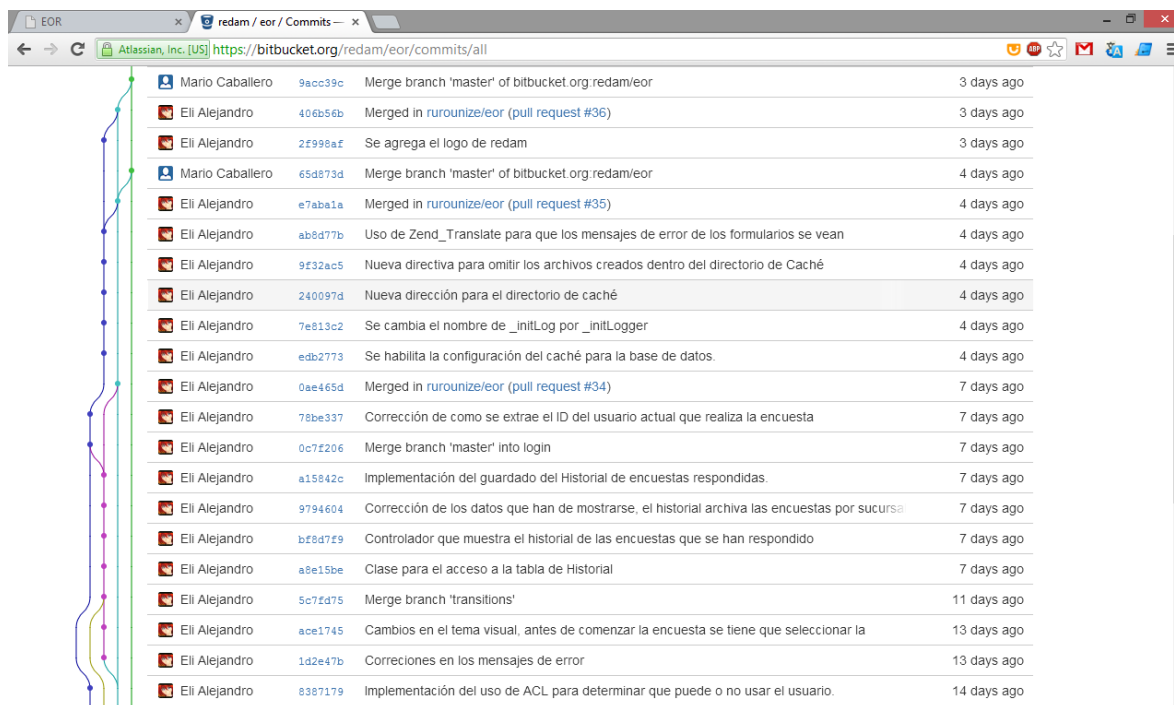 EOR
redam / eor / Commits —
Atlassian, Inc. [US] https://bitbucket.org/redam/eor/commits/all
Mario Caballero 9acc39c Merge branch 'master' of bitbucket.org:redam/eor 3 days ago
Eli Alejandro 406b56b Merged in rurounize/eor (pull request #36) 3 days ago
Eli Alejandro 2f998af Se agrega el logo de redam 3 days ago
Mario Caballero 65d873d Merge branch 'master' of bitbucket.org:redam/eor 4 days ago
Eli Alejandro e7aba1a Merged in rurounize/eor (pull request #35) 4 days ago
Eli Alejandro ab8d77b Uso de Zend_Translate para que los mensajes de error de los formularios se vean 4 days ago
Eli Alejandro 9f32ac5 Nueva directiva para omitir los archivos creados dentro del directorio de Caché 4 days ago
Eli Alejandro 240097d Nueva dirección para el directorio de caché 4 days ago
Eli Alejandro 7e813c2 Se cambia el nombre de _initLog por _initLogger 4 days ago
Eli Alejandro edb2773 Se habilita la configuración del caché para la base de datos. 4 days ago
Eli Alejandro 0ae465d Merged in rurounize/eor (pull request #34) 7 days ago
Eli Alejandro 78be337 Corrección de como se extrae el ID del usuario actual que realiza la encuesta 7 days ago
Eli Alejandro 0c7f206 Merge branch 'master' into login 7 days ago
Eli Alejandro a15842c Implementación del guardado del Historial de encuestas respondidas. 7 days ago
Eli Alejandro 9794604 Corrección de los datos que han de mostrarse, el historial archiva las encuestas por sucursa 7 days ago
Eli Alejandro bf8d7f9 Controlador que muestra el historial de las encuestas que se han respondido 7 days ago
Eli Alejandro a8e15be Clase para el acceso a la tabla de Historial 7 days ago
Eli Alejandro 5c7fd75 Merge branch 'transitions' 11 days ago
Eli Alejandro ace1745 Cambios en el tema visual, antes de comenzar la encuesta se tiene que seleccionar la 13 days ago
Eli Alejandro 1d2e47b Correciones en los mensajes de error 13 days ago
Eli Alejandro 8387179 Implementación del uso de ACL para determinar que puede o no usar el usuario. 14 days ago